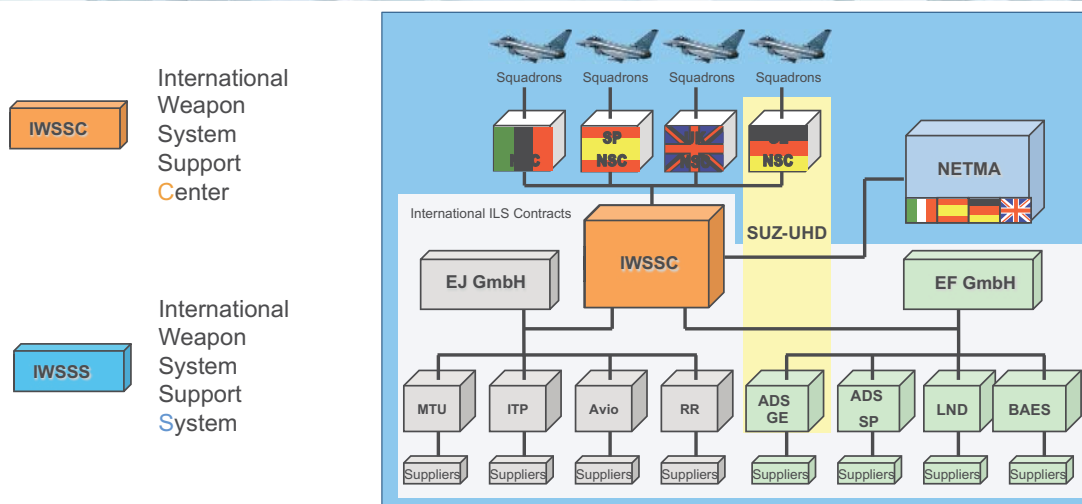 International
Weapon
System
Support
Center
IWSSC
International
Weapon
System
Support
System
IWSSS
Squadrons
Squadrons
Squadrons
Squadrons
SP
NSC
NSC
NETMA
International ILS Contracts
SUZ-UHD
IWSSC
EJ GmbH
EF GmbH
MTU
ITP
Avio
RR
ADS
GE
ADS
SP
LND
BAES
Suppliers
Suppliers
Suppliers
Suppliers
Suppliers
Suppliers
Suppliers
Suppliers